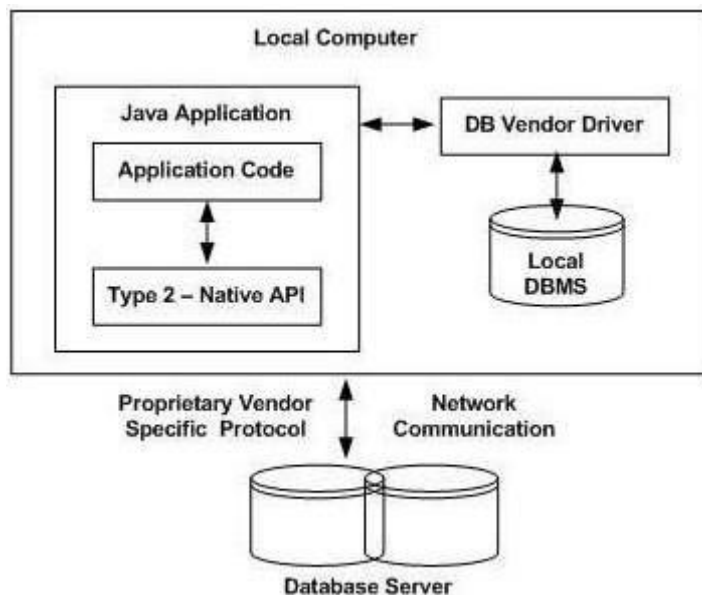 Local Computer
Java Application
Application Code
Type 2 – Native API
DB Vendor Driver
Local
DBMS
Proprietary Vendor
Specific Protocol
Network
Communication
Database Server